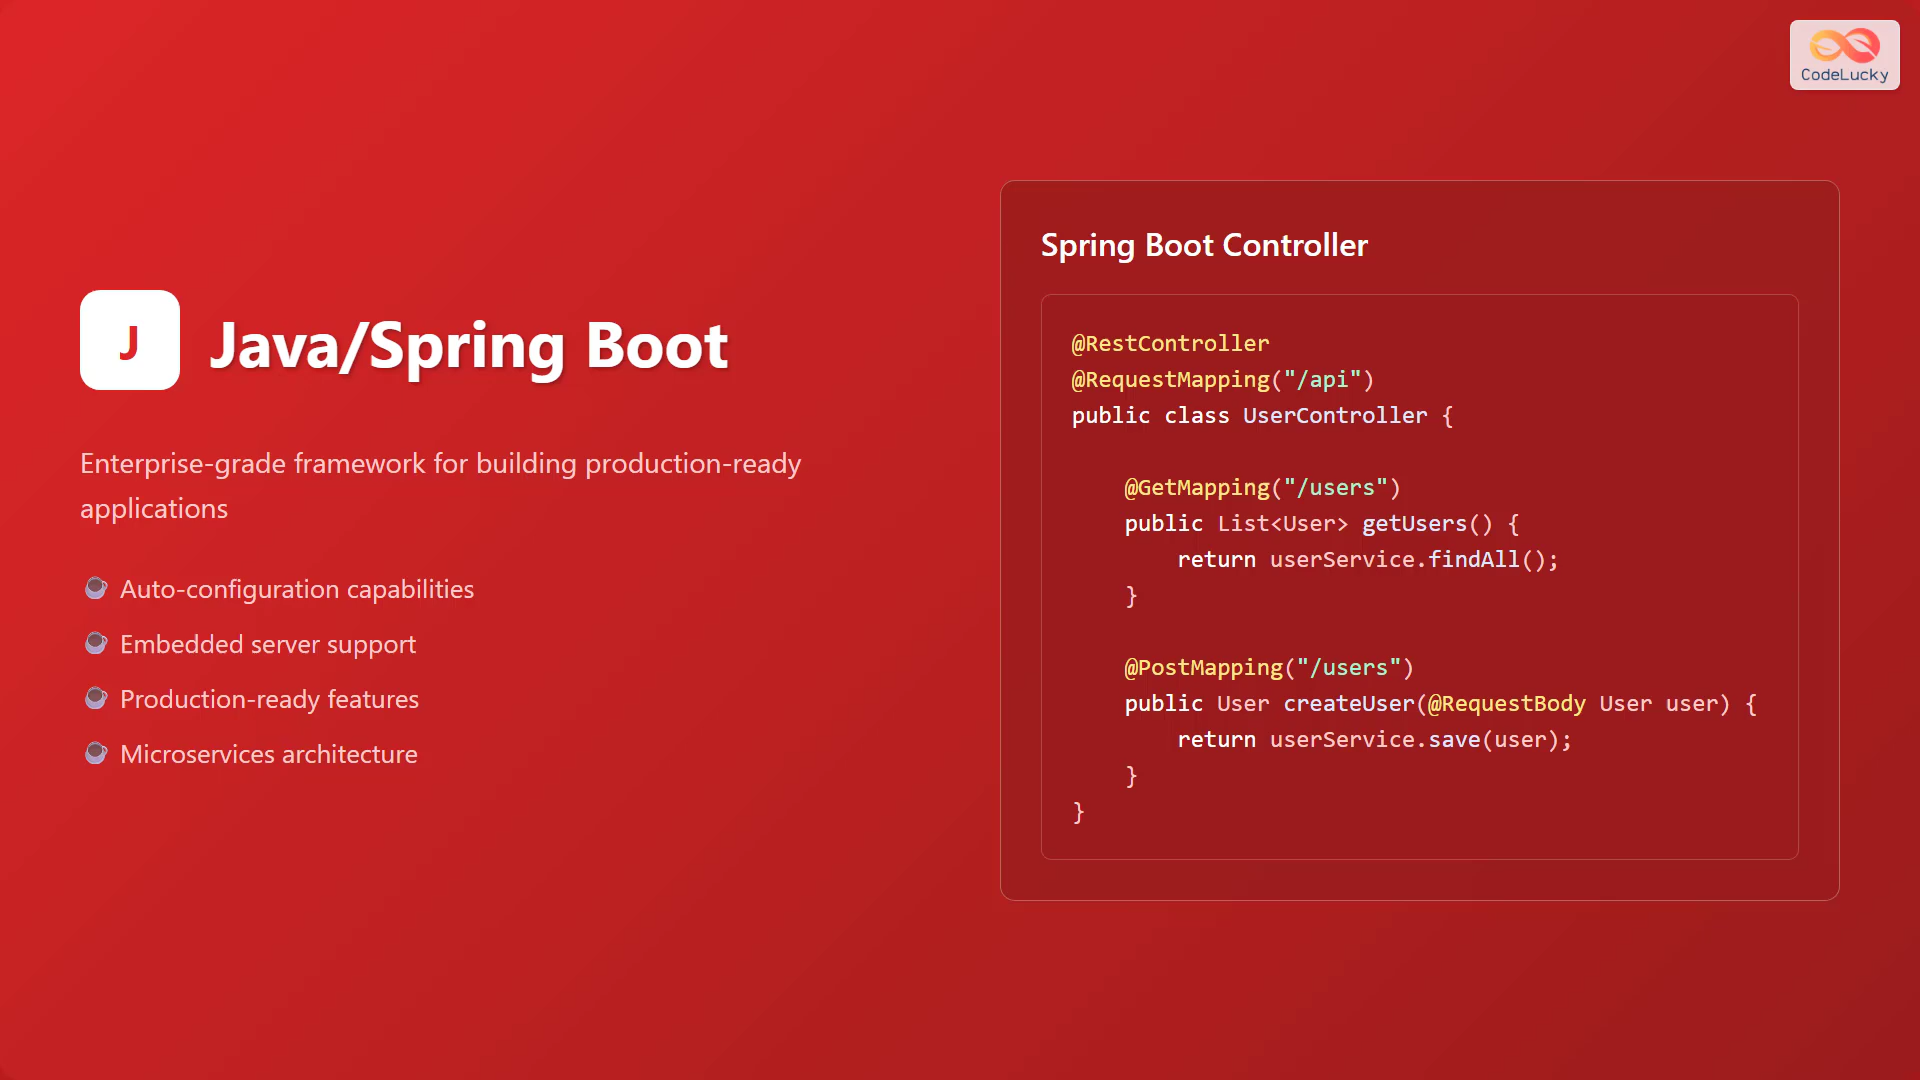 CodeLucky
J
Java/Spring Boot
Enterprise-grade framework for building production-ready
applications
Auto-configuration capabilities
Embedded server support
Production-ready features
Microservices architecture
Spring Boot Controller
@RestController
@RequestMapping("/api")
public class UserController {
    @GetMapping("/users")
    public List<User> getUsers() {
        return userService.findAll();
    }
    @PostMapping("/users")
    public User createUser(@RequestBody User user) {
        return userService.save(user);
    }
}